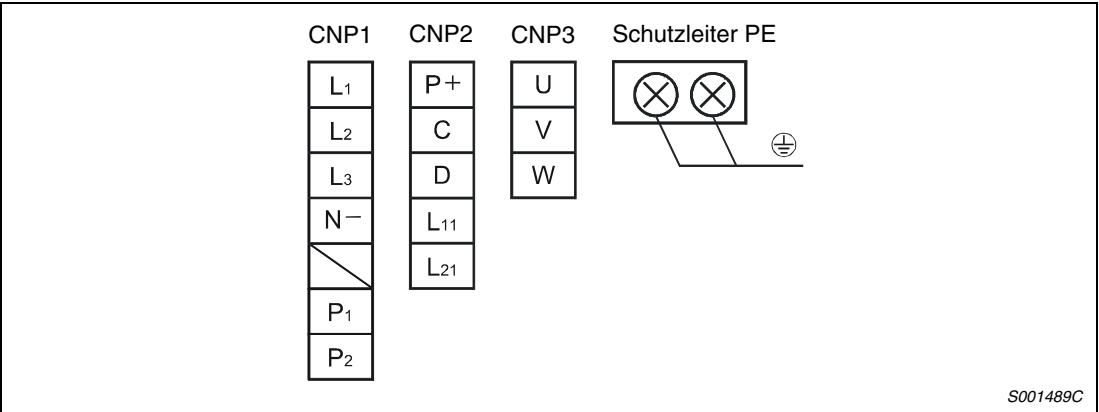 CNP1 CNP2 CNP3 Schutzleiter PE
L1 P+ U
L2 C V
L3 D W
N− L11
L21
P1
P2
S001489C